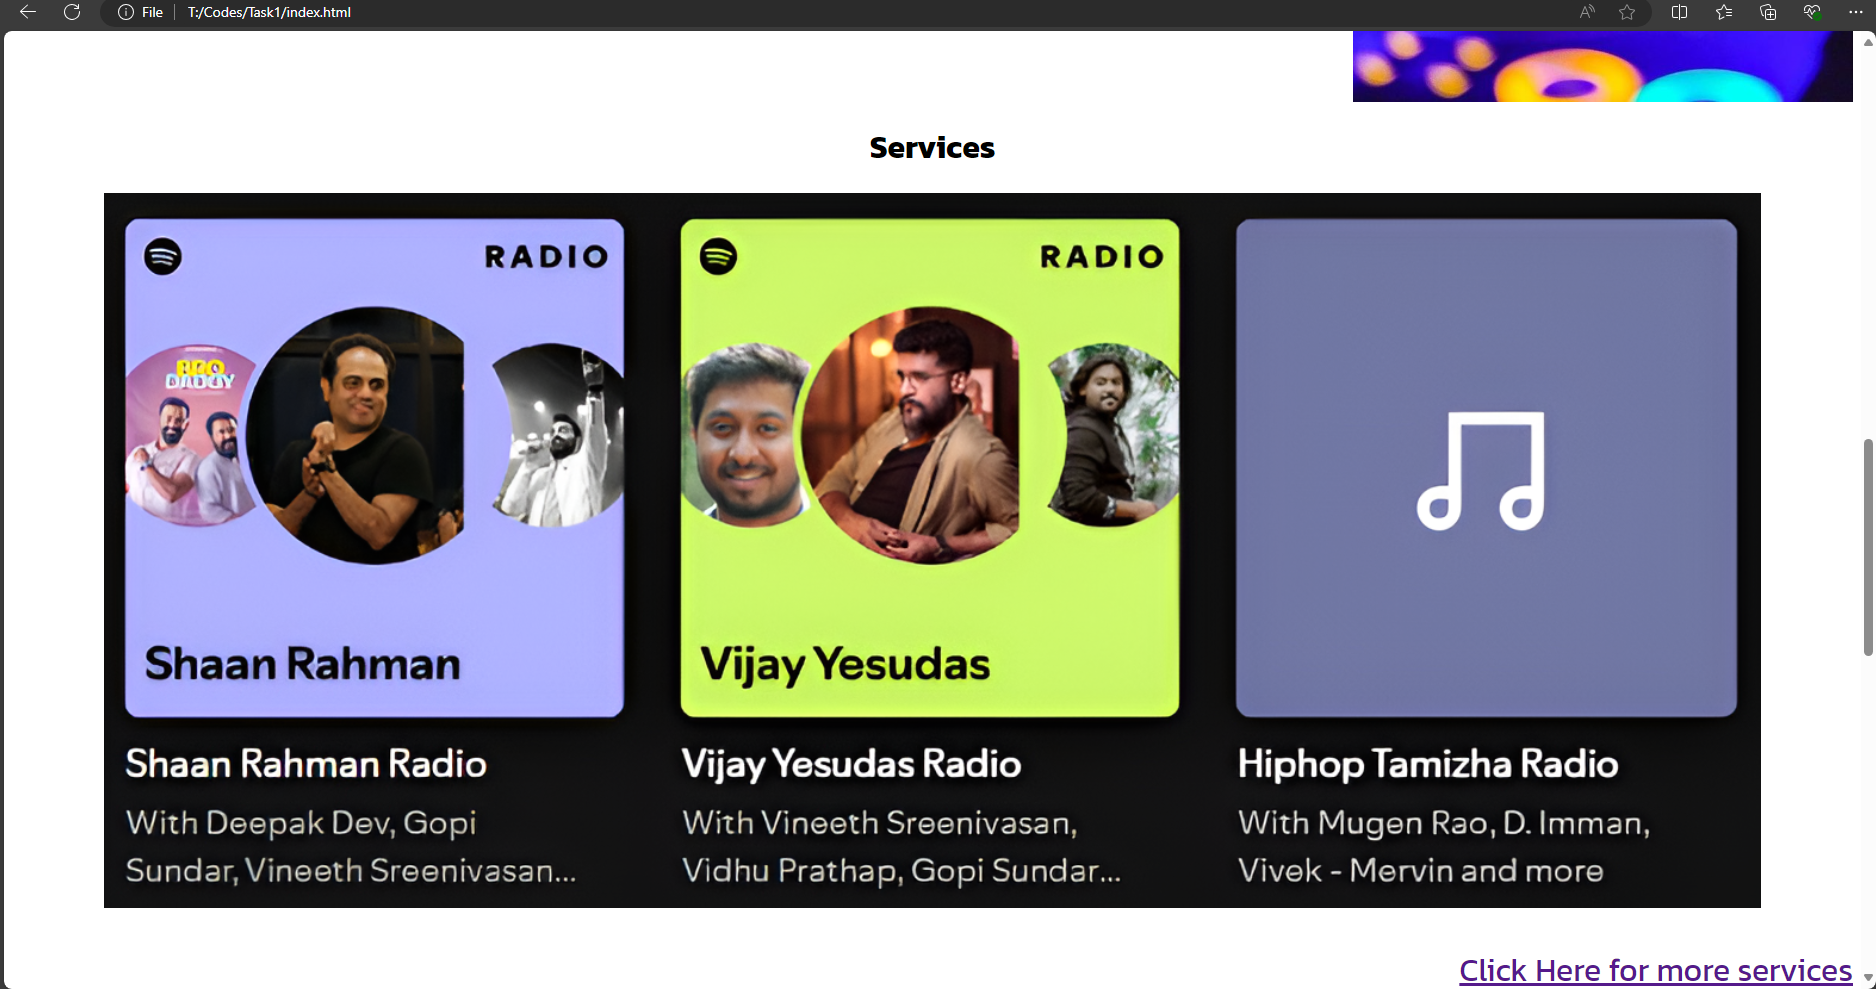 File T:/Codes/Task1/index.html
Services
RADIO
BRO
DADDY
Shaan Rahman
RADIO
Vijay Yesudas
Shaan Rahman Radio
With Deepak Dev, Gopi
Sundar, Vineeth Sreenivasan...
Vijay Yesudas Radio
With Vineeth Sreenivasan,
Vidhu Prathap, Gopi Sundar...
Hiphop Tamizha Radio
With Mugen Rao, D. Imman,
Vivek - Mervin and more
Click Here for more services